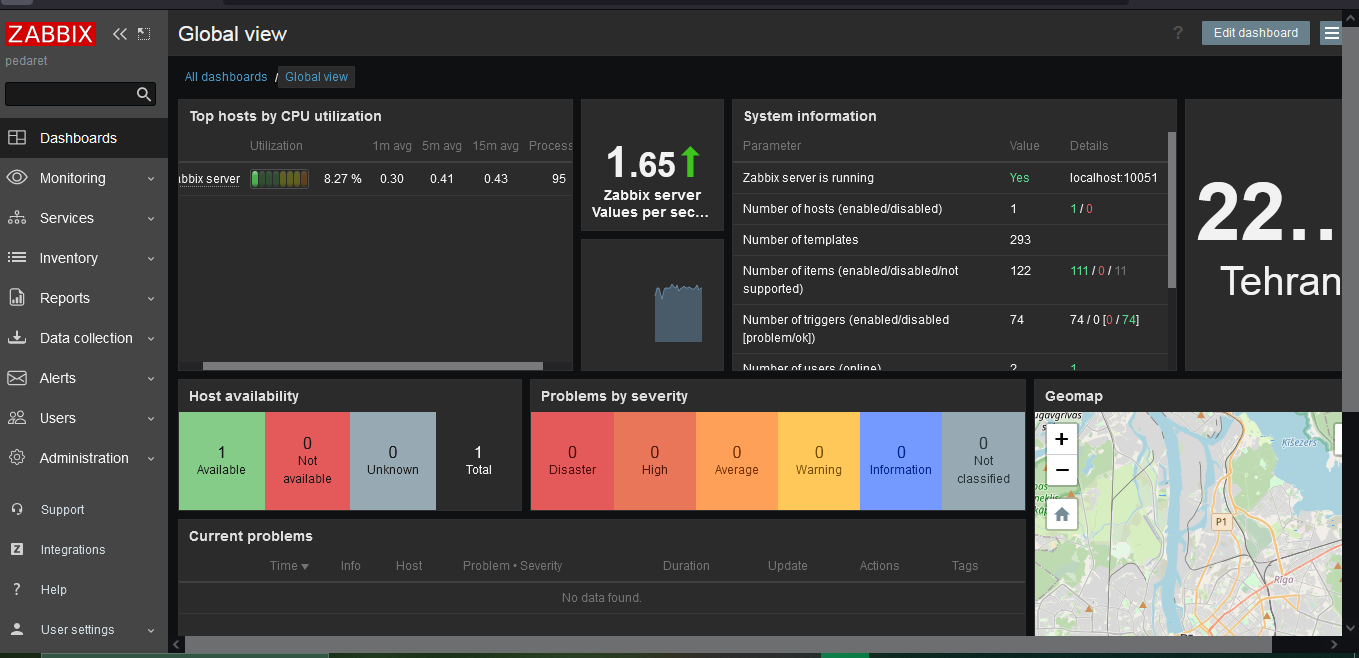 ZABBIX
pedaret
Dashboards
Monitoring
Services
Inventory
Reports
Data collection
Alerts
Users
Administration
Support
Integrations
Help
User settings
Global view
? Edit dashboard
All dashboards / Global view
Top hosts by CPU utilization
Utilization 1m avg 5m avg 15m avg Process
abbix server 8.27 % 0.30 0.41 0.43 95
1.65
Zabbix server
Values per sec...
System information
Parameter Value Details
Zabbix server is running Yes localhost:10051
Number of hosts (enabled/disabled) 1 1 / 0
Number of templates 293
Number of items (enabled/disabled/not supported) 122 111 / 0 / 11
Number of triggers (enabled/disabled [problem/ok]) 74 74 / 0 [0 / 74]
Number of users (online) 2 1
22...
Tehran
Host availability
1 Available
0 Not available
0 Unknown
1 Total
Problems by severity
0 Disaster
0 High
0 Average
0 Warning
0 Information
0 Not classified
Geomap
+
−
Ķīšezers
P1
Rīga
Current problems
Time Info Host Problem • Severity Duration Update Actions Tags
No data found.